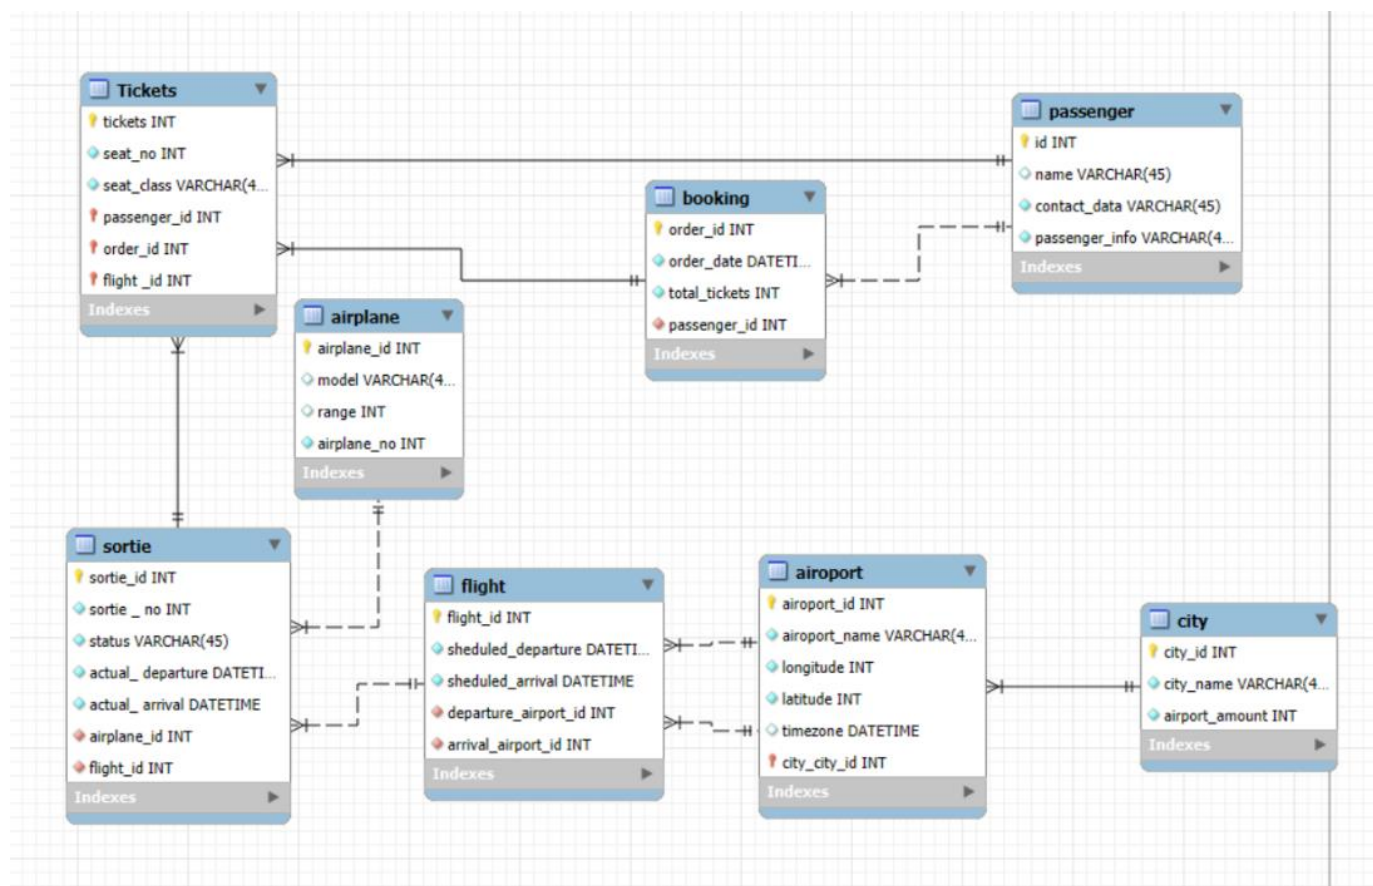 Tickets
tickets INT
seat_no INT
seat_class VARCHAR(4...
passenger_id INT
order_id INT
flight _id INT
Indexes
passenger
id INT
name VARCHAR(45)
contact_data VARCHAR(45)
passenger_info VARCHAR(4...
Indexes
booking
order_id INT
order_date DATETI...
total_tickets INT
passenger_id INT
Indexes
airplane
airplane_id INT
model VARCHAR(4...
range INT
airplane_no INT
Indexes
sortie
sortie_id INT
sortie _ no INT
status VARCHAR(45)
actual_ departure DATETI...
actual_ arrival DATETIME
airplane_id INT
flight_id INT
Indexes
flight
flight_id INT
sheduled_departure DATETI...
sheduled_arrival DATETIME
departure_airport_id INT
arrival_airport_id INT
Indexes
airoport
airoport_id INT
airoport_name VARCHAR(4...
longitude INT
latitude INT
timezone DATETIME
city_city_id INT
Indexes
city
city_id INT
city_name VARCHAR(4...
airport_amount INT
Indexes